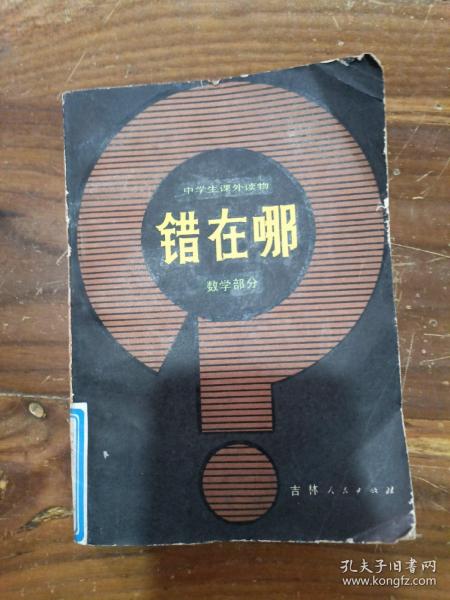 中学生课外读物
错在哪
数学部分
吉林人民出版社
孔夫子旧书网
www.kongfz.com